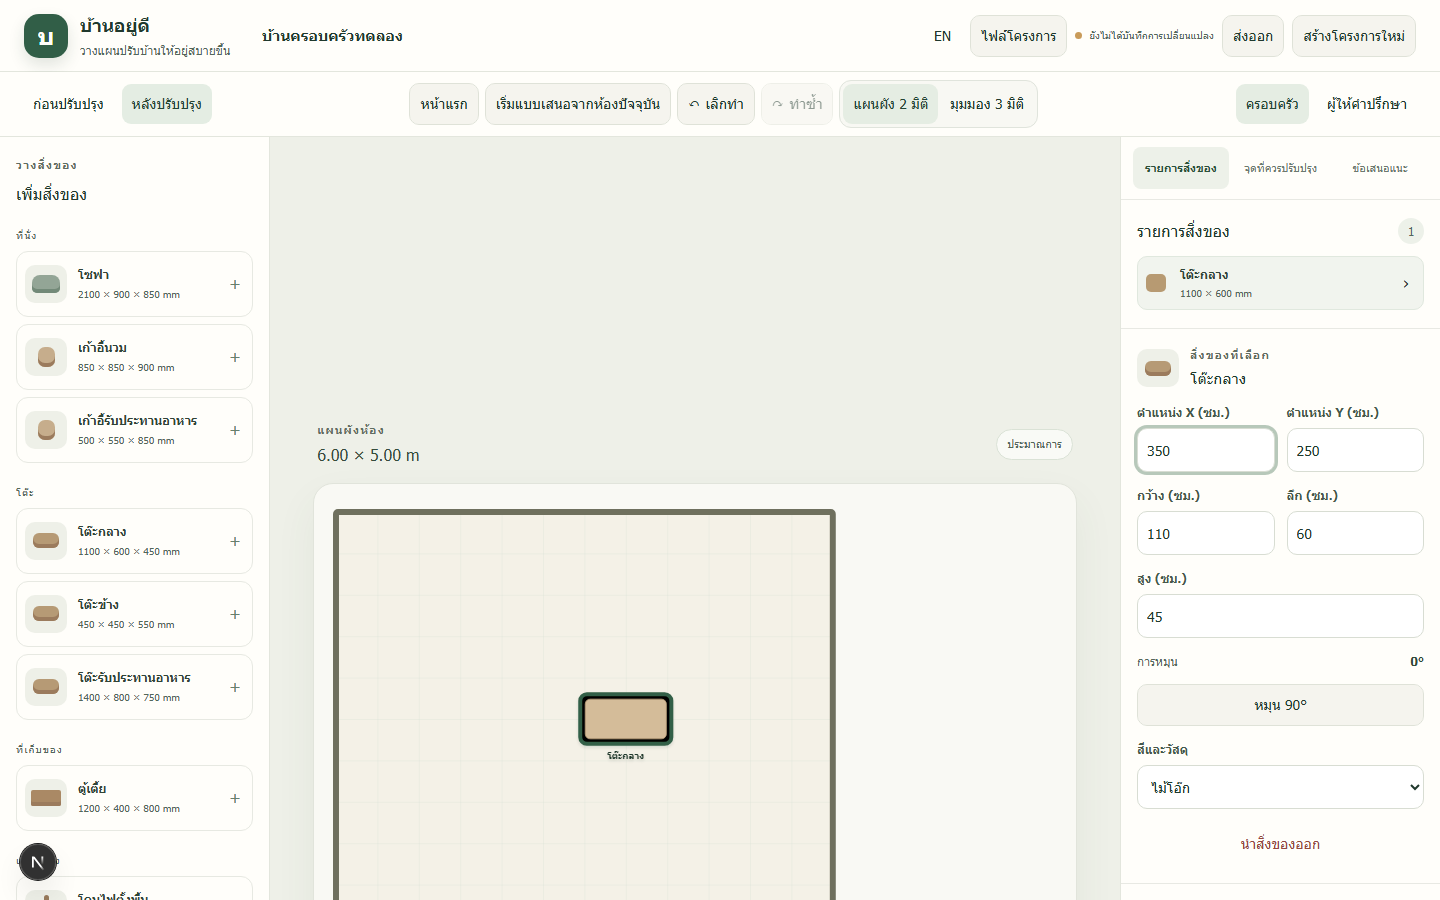 บ
บ้านอยู่ดี
วางแผนปรับบ้านให้อยู่สบายขึ้น
บ้านครอบครัวทดลอง
EN
ไฟล์โครงการ
ยังไม่ได้บันทึกการเปลี่ยนแปลง
ส่งออก
สร้างโครงการใหม่
ก่อนปรับปรุง
หลังปรับปรุง
หน้าแรก
เริ่มแบบเสนอจากห้องปัจจุบัน
↶ เลิกทำ
↷ ทำซ้ำ
แผนผัง 2 มิติ
มุมมอง 3 มิติ
ครอบครัว
ผู้ให้คำปรึกษา
วางสิ่งของ
เพิ่มสิ่งของ
ที่นั่ง
โซฟา
2100 × 900 × 850 mm
+
เก้าอี้นวม
850 × 850 × 900 mm
+
เก้าอี้รับประทานอาหาร
500 × 550 × 850 mm
+
โต๊ะ
โต๊ะกลาง
1100 × 600 × 450 mm
+
โต๊ะข้าง
450 × 450 × 550 mm
+
โต๊ะรับประทานอาหาร
1400 × 800 × 750 mm
+
ที่เก็บของ
ตู้เตี้ย
1200 × 400 × 800 mm
+
N
โคมไฟตั้งพื้น
แผนผังห้อง
6.00 × 5.00 m
ประมาณการ
โต๊ะกลาง
รายการสิ่งของ
จุดที่ควรปรับปรุง
ข้อเสนอแนะ
รายการสิ่งของ
1
โต๊ะกลาง
1100 × 600 mm
›
สิ่งของที่เลือก
โต๊ะกลาง
ตำแหน่ง X (ซม.)
ตำแหน่ง Y (ซม.)
350
250
กว้าง (ซม.)
ลึก (ซม.)
110
60
สูง (ซม.)
45
การหมุน
0°
หมุน 90°
สีและวัสดุ
ไม้โอ๊ก
นำสิ่งของออก